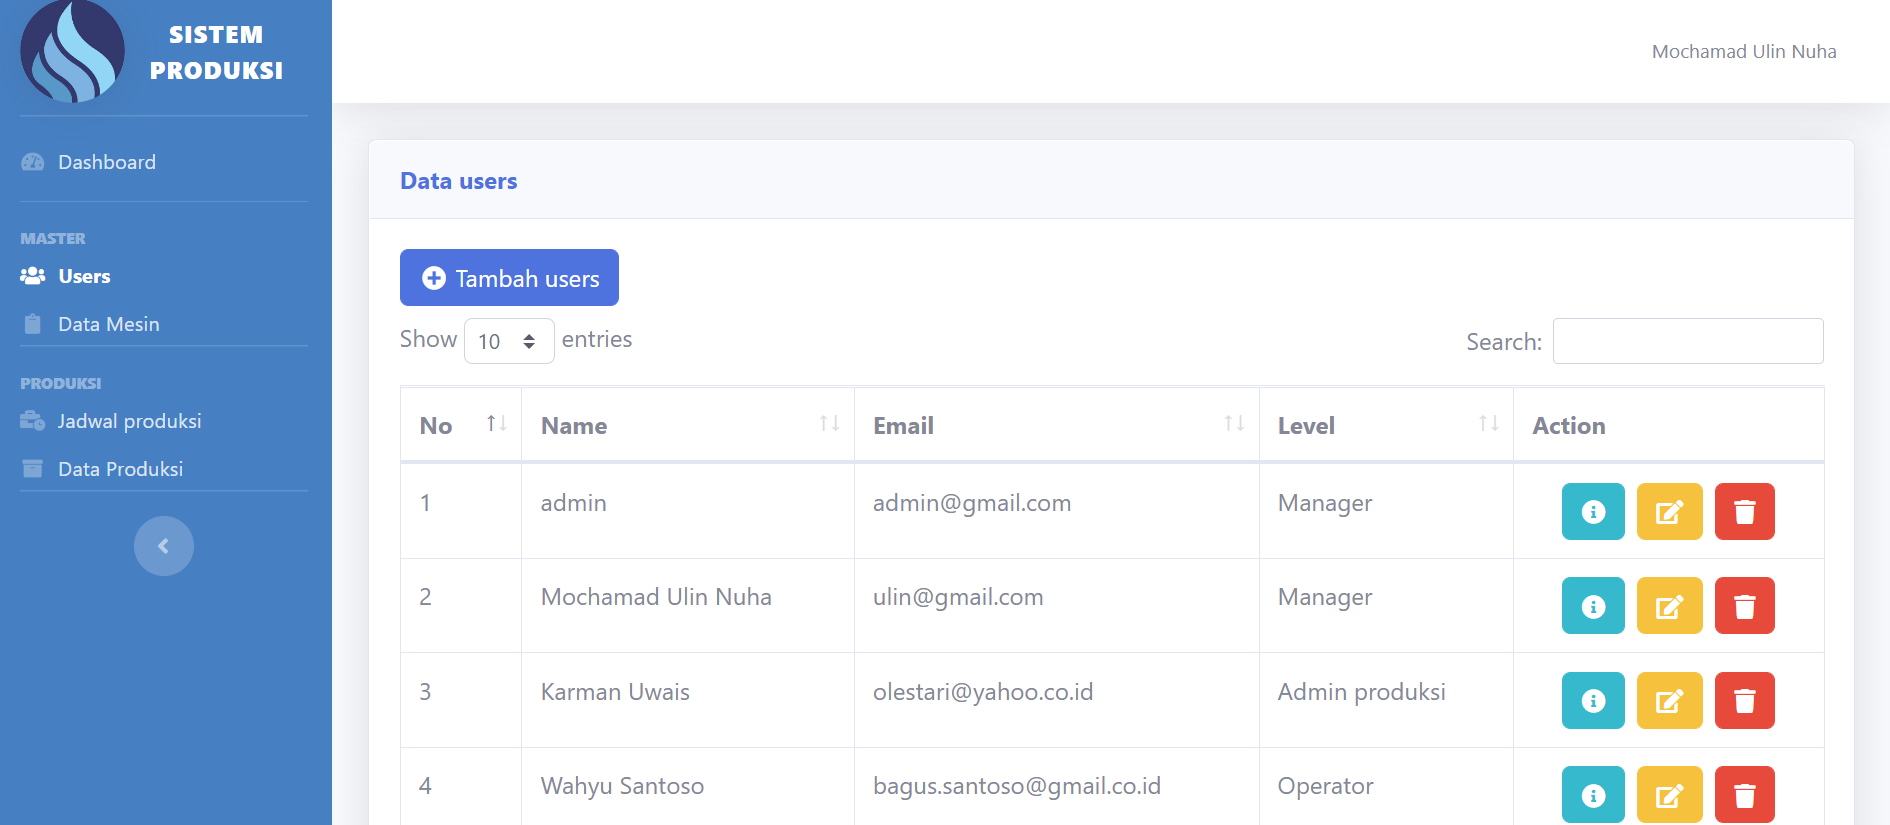 SISTEM
PRODUKSI
Mochamad Ulin Nuha
Dashboard
MASTER
Users
Data Mesin
PRODUKSI
Jadwal produksi
Data Produksi
Data users
Tambah users
Show 10 entries
Search:
No Name Email Level Action
1 admin admin@gmail.com Manager
2 Mochamad Ulin Nuha ulin@gmail.com Manager
3 Karman Uwais olestari@yahoo.co.id Admin produksi
4 Wahyu Santoso bagus.santoso@gmail.co.id Operator